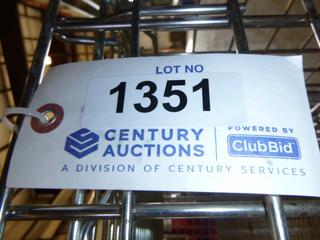 LOT NO
1351
CENTURY AUCTIONS
POWERED BY
ClubBid
A DIVISION OF CENTURY SERVICES